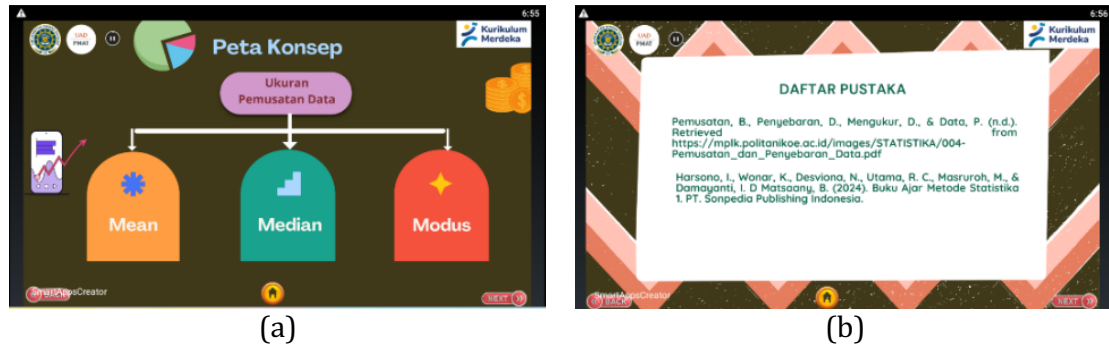 6:55
UAD
PMAT
Kurikulum
Merdeka
Peta Konsep
Ukuran
Pemusatan Data
Mean
Median
Modus
SmartAppsCreator
BACK
NEXT
(a)
6:56
UAD
PMAT
Kurikulum
Merdeka
DAFTAR PUSTAKA
Pemusatan, B., Penyebaran, D., Mengukur, D., & Data, P. (n.d.).
Retrieved from
https://mplk.politanikoe.ac.id/images/STATISTIKA/004-
Pemusatan_dan_Penyebaran_Data.pdf
Harsono, I., Wonar, K., Desviona, N., Utama, R. C., Masruroh, M., &
Damayanti, I. D Matsaany, B. (2024). Buku Ajar Metode Statistika
1. PT. Sonpedia Publishing Indonesia.
SmartAppsCreator
BACK
NEXT
(b)